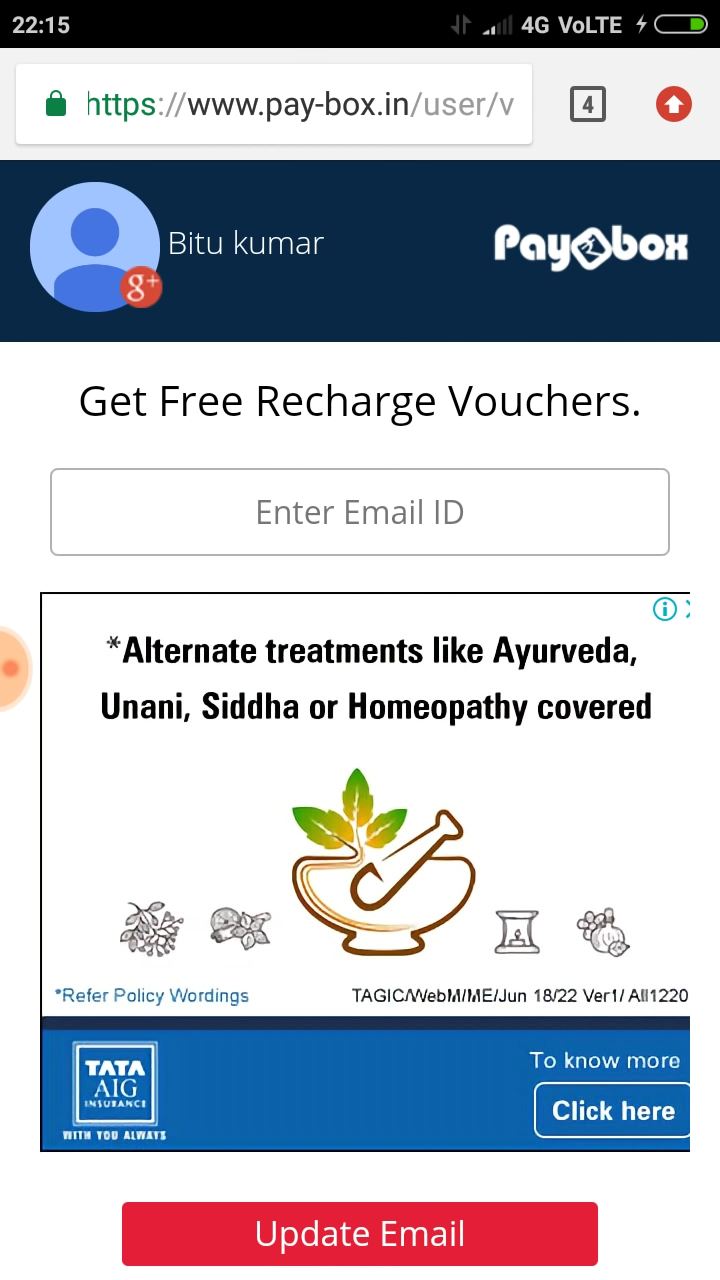 22:15
4G VoLTE
https://www.pay-box.in/user/v
4
Bitu kumar
g+
Paybox
Get Free Recharge Vouchers.
Enter Email ID
*Alternate treatments like Ayurveda,
Unani, Siddha or Homeopathy covered
*Refer Policy Wordings
TAGIC/WebM/ME/Jun 18/22 Ver1/ All1220
TATA
AIG
INSURANCE
WITH YOU ALWAYS
To know more
Click here
Update Email